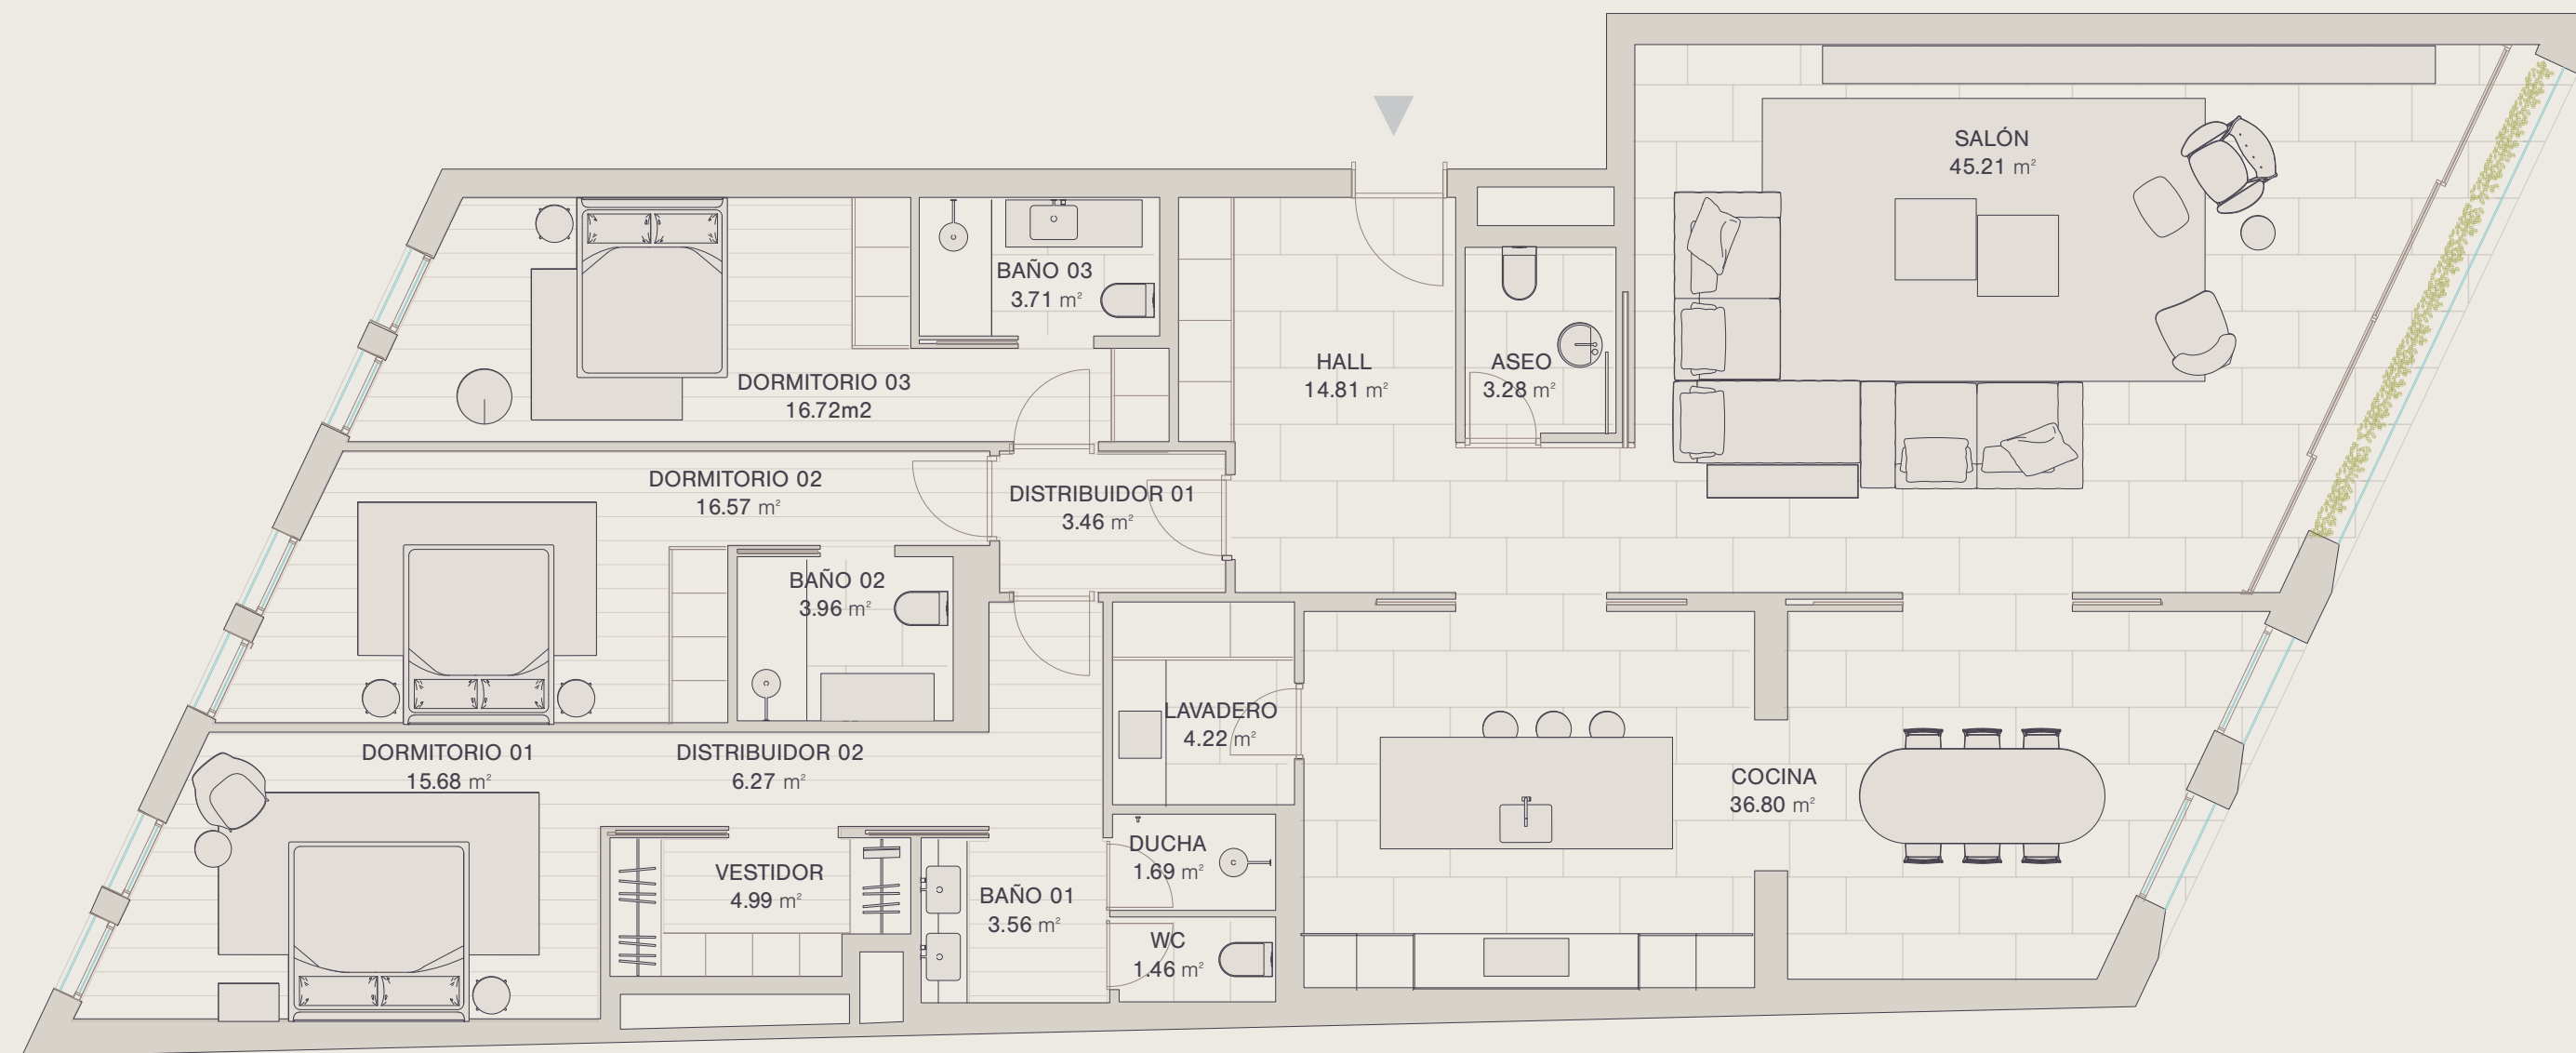 SALÓN
45.21 m²
BAÑO 03
3.71 m²
HALL
14.81 m²
ASEO
3.28 m²
DORMITORIO 03
16.72m2
DORMITORIO 02
16.57 m²
DISTRIBUIDOR 01
3.46 m²
BAÑO 02
3.96 m²
LAVADERO
4.22 m²
DORMITORIO 01
15.68 m²
DISTRIBUIDOR 02
6.27 m²
COCINA
36.80 m²
DUCHA
1.69 m²
VESTIDOR
4.99 m²
BAÑO 01
3.56 m²
WC
1.46 m²